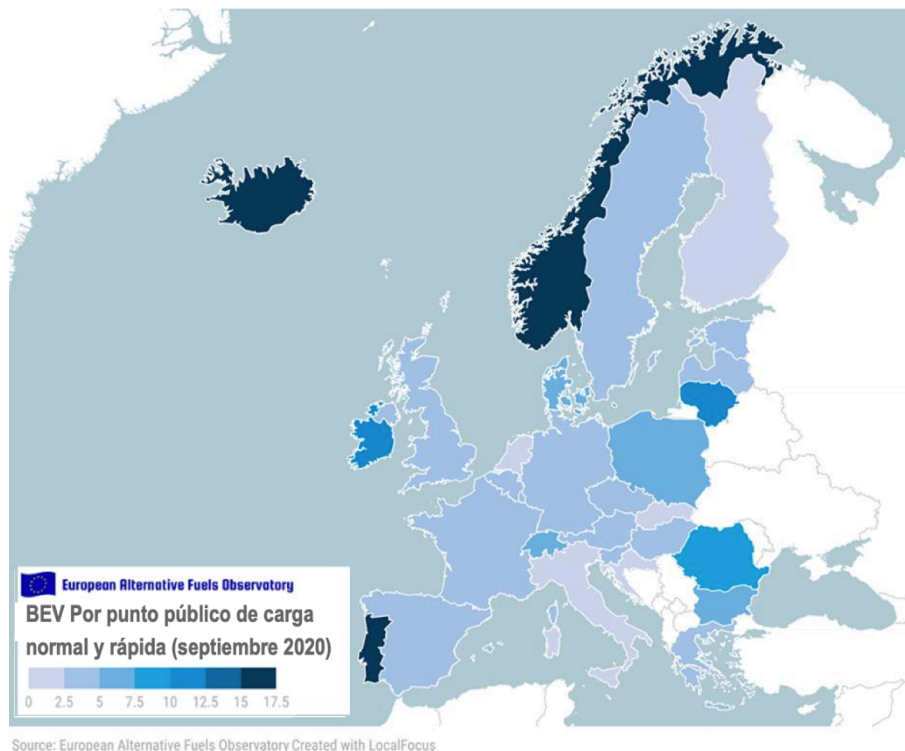 European Alternative Fuels Observatory
BEV Por punto público de carga
normal y rápida (septiembre 2020)
0 2.5 5 7.5 10 12.5 15 17.5
Source: European Alternative Fuels Observatory Created with LocalFocus